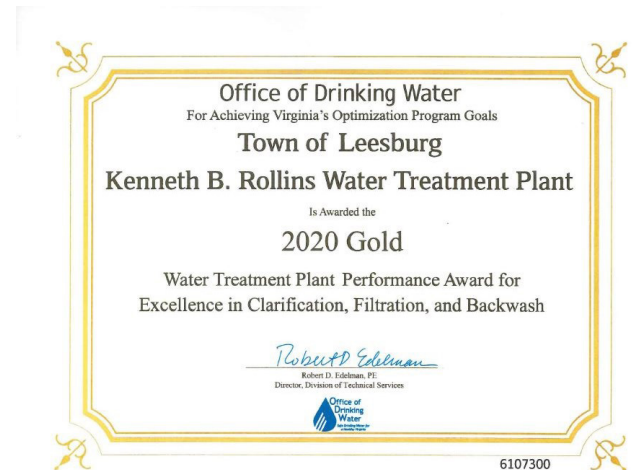 Office of Drinking Water
For Achieving Virginia's Optimization Program Goals
Town of Leesburg
Kenneth B. Rollins Water Treatment Plant
Is Awarded the
2020 Gold
Water Treatment Plant Performance Award for
Excellence in Clarification, Filtration, and Backwash
Robert D Edelman
Robert D. Edelman, PE
Director, Division of Technical Services
Office of
Drinking
Water
6107300